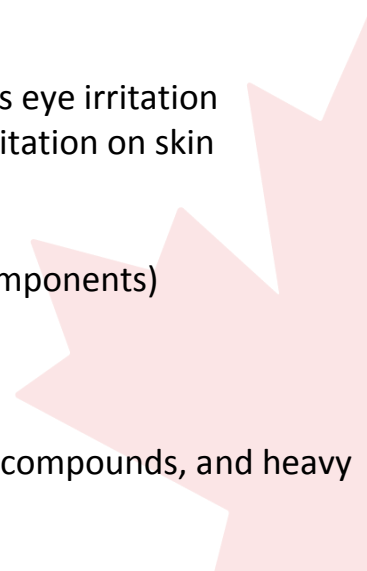 s eye irritation
itation on skin
mponents)
compounds, and heavy